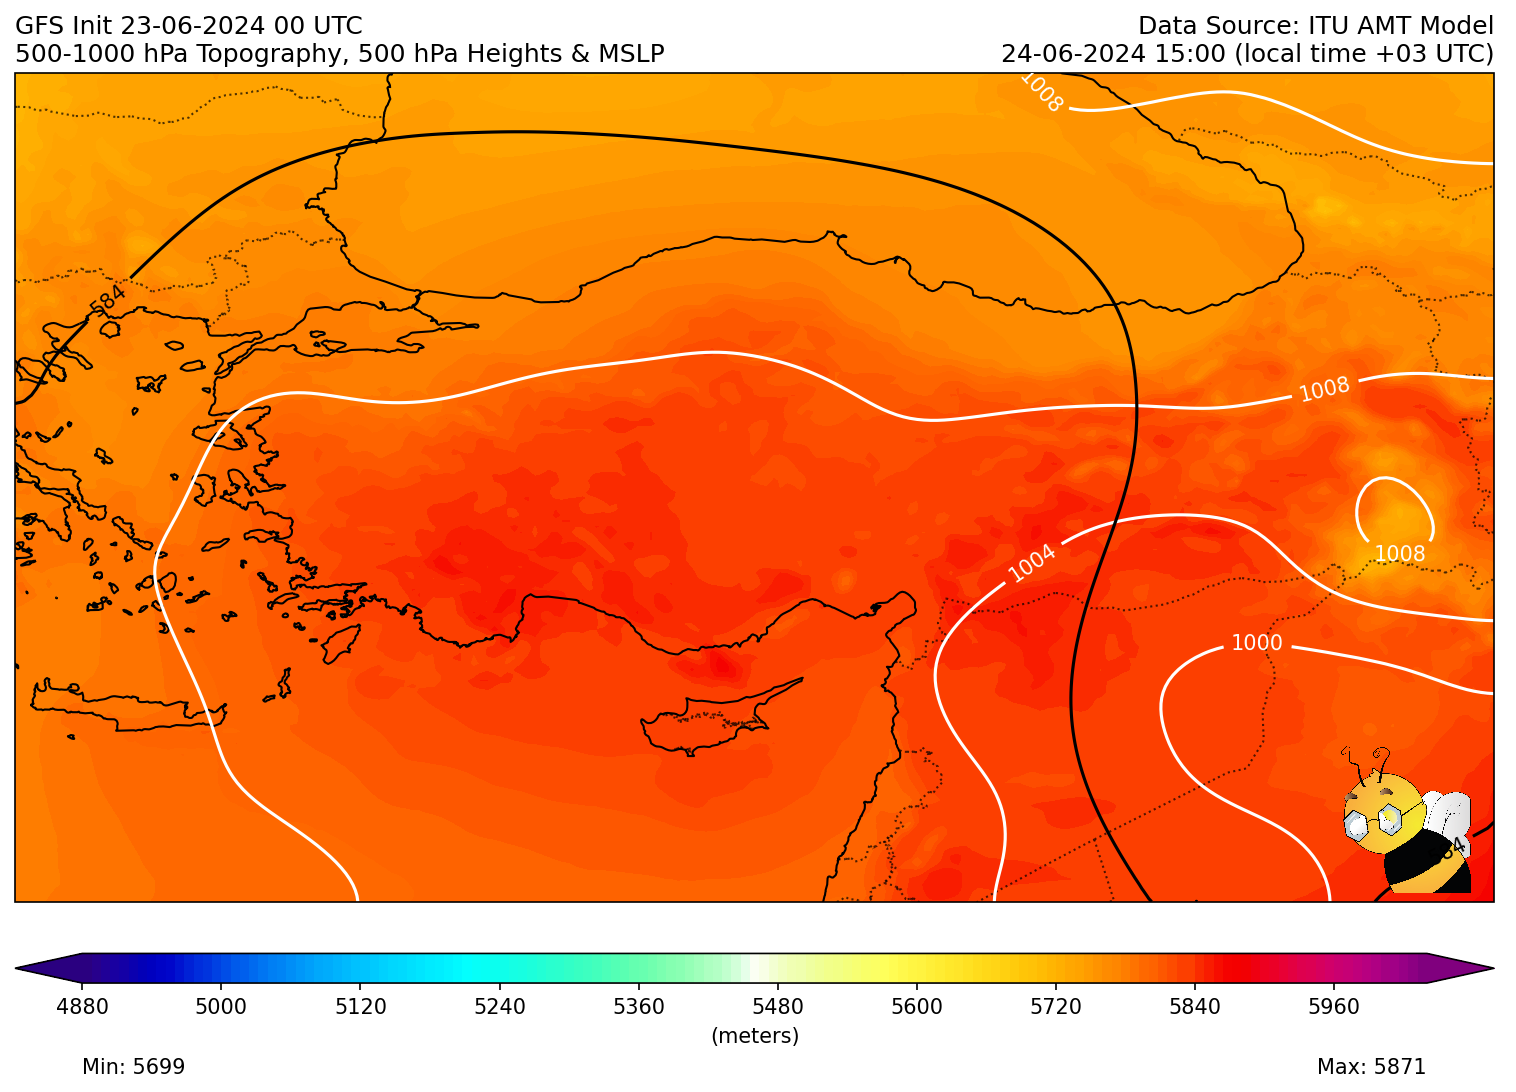 GFS Init 23-06-2024 00 UTC
Data Source: ITU AMT Model
500-1000 hPa Topography, 500 hPa Heights & MSLP
24-06-2024 15:00 (local time +03 UTC)
1008
584
1008
1004
1008
1000
4880 5000 5120 5240 5360 5480 5600 5720 5840 5960
(meters)
Min: 5699
Max: 5871